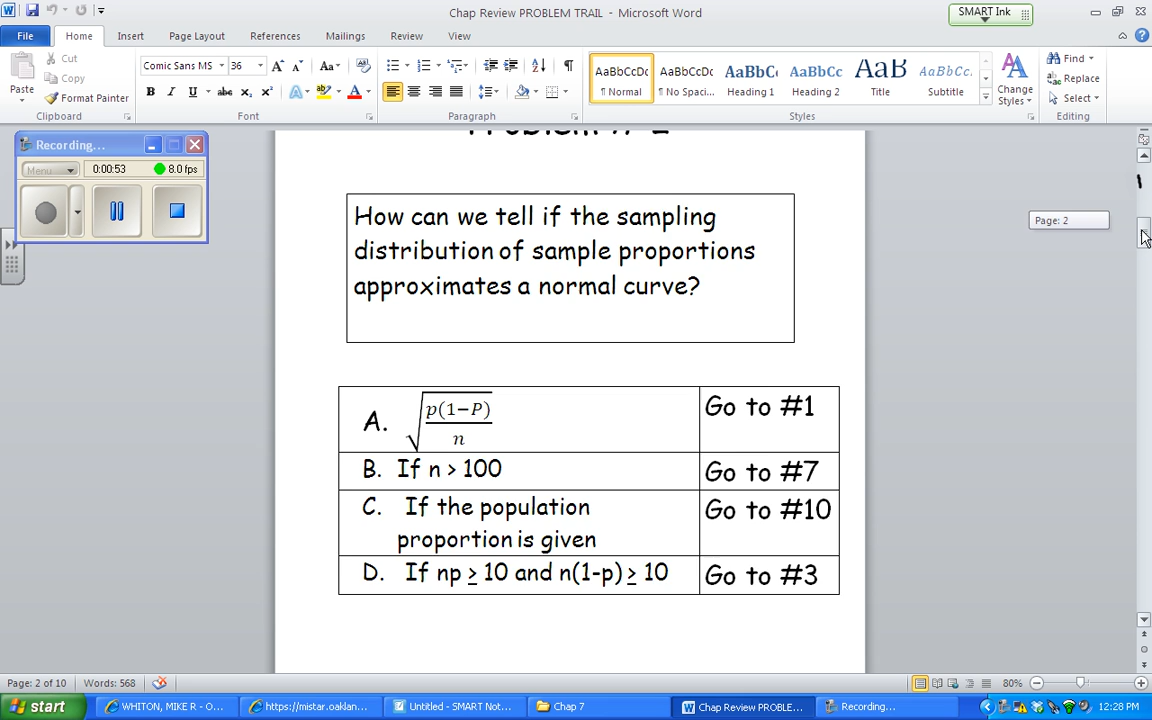 Chap Review PROBLEM TRAIL - Microsoft Word
SMART Ink
File Home Insert Page Layout References Mailings Review View
Paste
Cut
Copy
Format Painter
Clipboard
Comic Sans MS 36
Font
Paragraph
AaBbCcDc AaBbCcDc AaBbC AaBbCc AaB AaBbCc.
¶ Normal ¶ No Spaci... Heading 1 Heading 2 Title Subtitle
Change Styles
Styles
Find
Replace
Select
Editing
Recording...
Menu 0:00:53 8.0 fps
Page: 2
How can we tell if the sampling
distribution of sample proportions
approximates a normal curve?
A. √(p(1−P)/n) Go to #1
B. If n > 100 Go to #7
C. If the population
proportion is given Go to #10
D. If np ≥ 10 and n(1-p) ≥ 10 Go to #3
Page: 2 of 10 Words: 568 80%
start WHITON, MIKE R - O... https://mistar.oaklan... Untitled - SMART Not... Chap 7 Chap Review PROBLE... Recording... 12:28 PM